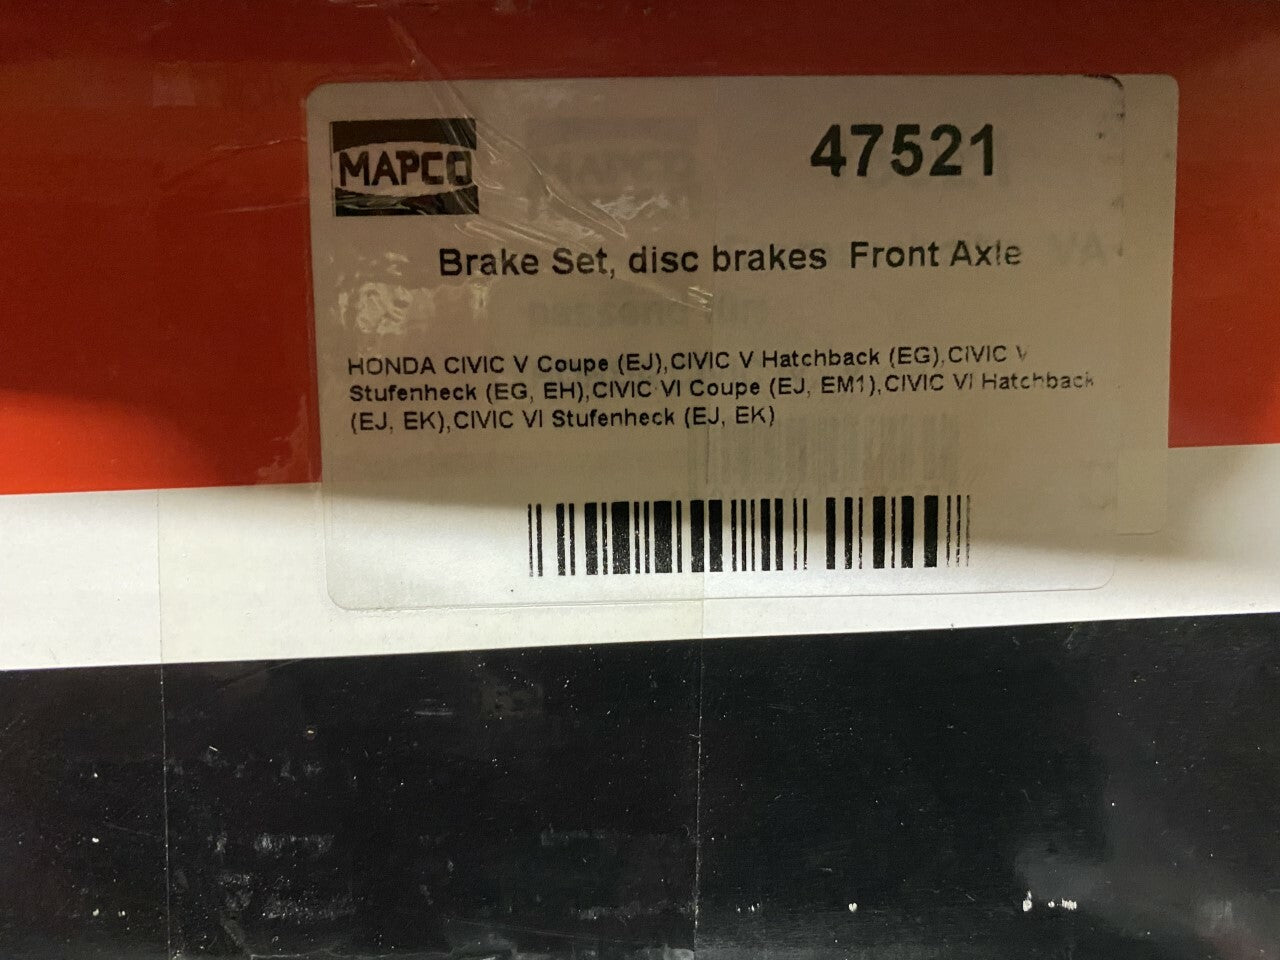 MAPCO
47521
Brake Set, disc brakes Front Axle
HONDA CIVIC V Coupe (EJ),CIVIC V Hatchback (EG),CIVIC V
Stufenheck (EG, EH),CIVIC VI Coupe (EJ, EM1),CIVIC VI Hatchback
(EJ, EK),CIVIC VI Stufenheck (EJ, EK)